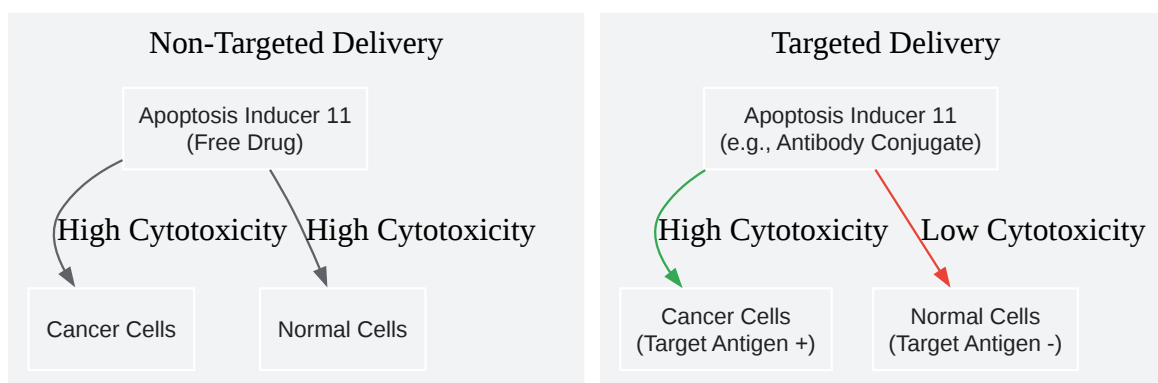 Non-Targeted Delivery
Apoptosis Inducer 11
(Free Drug)
High Cytotoxicity
High Cytotoxicity
Cancer Cells
Normal Cells
Targeted Delivery
Apoptosis Inducer 11
(e.g., Antibody Conjugate)
High Cytotoxicity
Low Cytotoxicity
Cancer Cells
(Target Antigen +)
Normal Cells
(Target Antigen -)